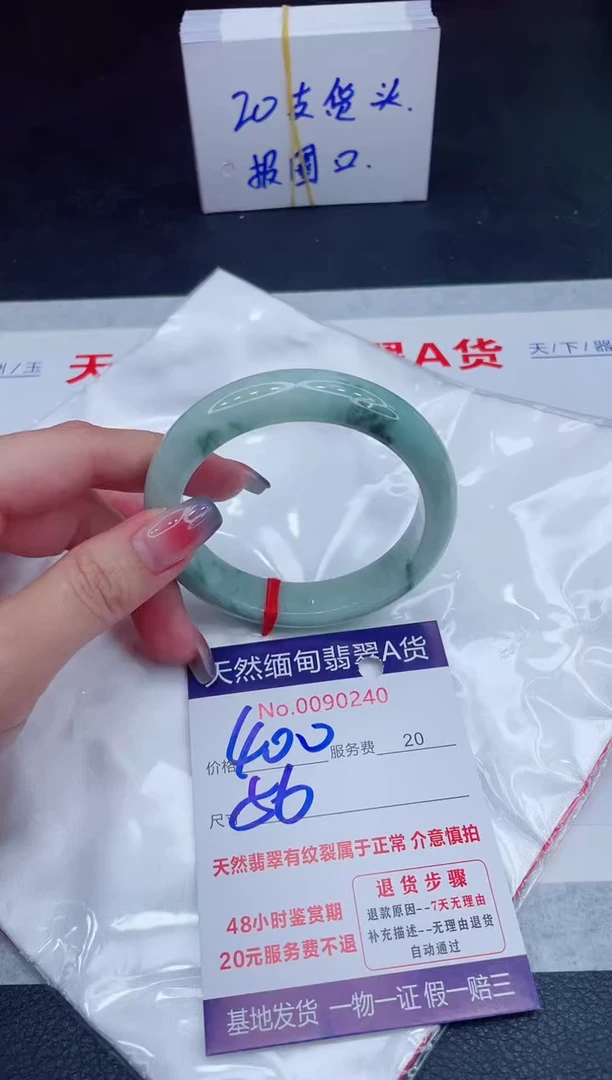 20支货头.
报圈口.
/玉
天
翠A货
天/下/器
天然缅甸翡翠A货
No.0090240
价格 400 服务费 20
尺寸 56
天然翡翠有纹裂属于正常 介意慎拍
48小时鉴赏期
20元服务费不退
退货步骤
退款原因--7天无理由
补充描述--无理由退货
自动通过
基地发货 一物一证 假一赔三